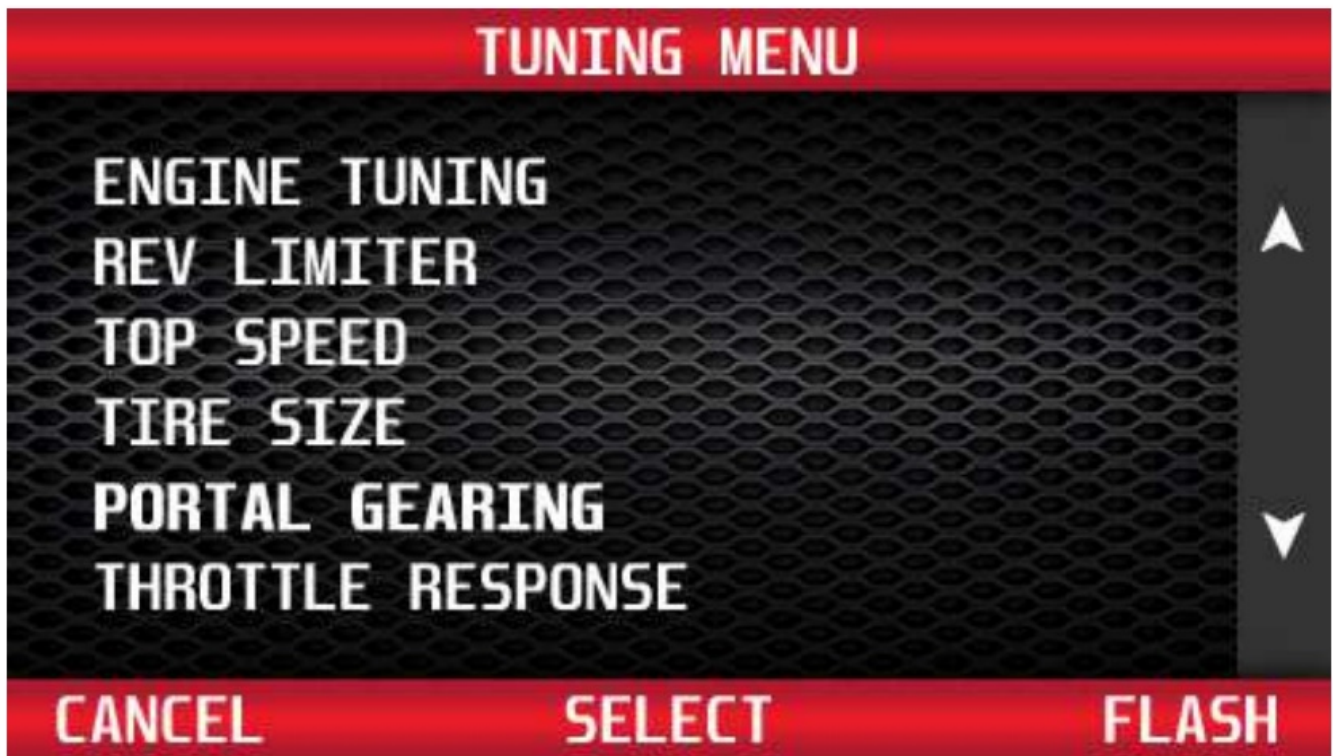 TUNING MENU
ENGINE TUNING
REV LIMITER
TOP SPEED
TIRE SIZE
PORTAL GEARING
THROTTLE RESPONSE
CANCEL SELECT FLASH